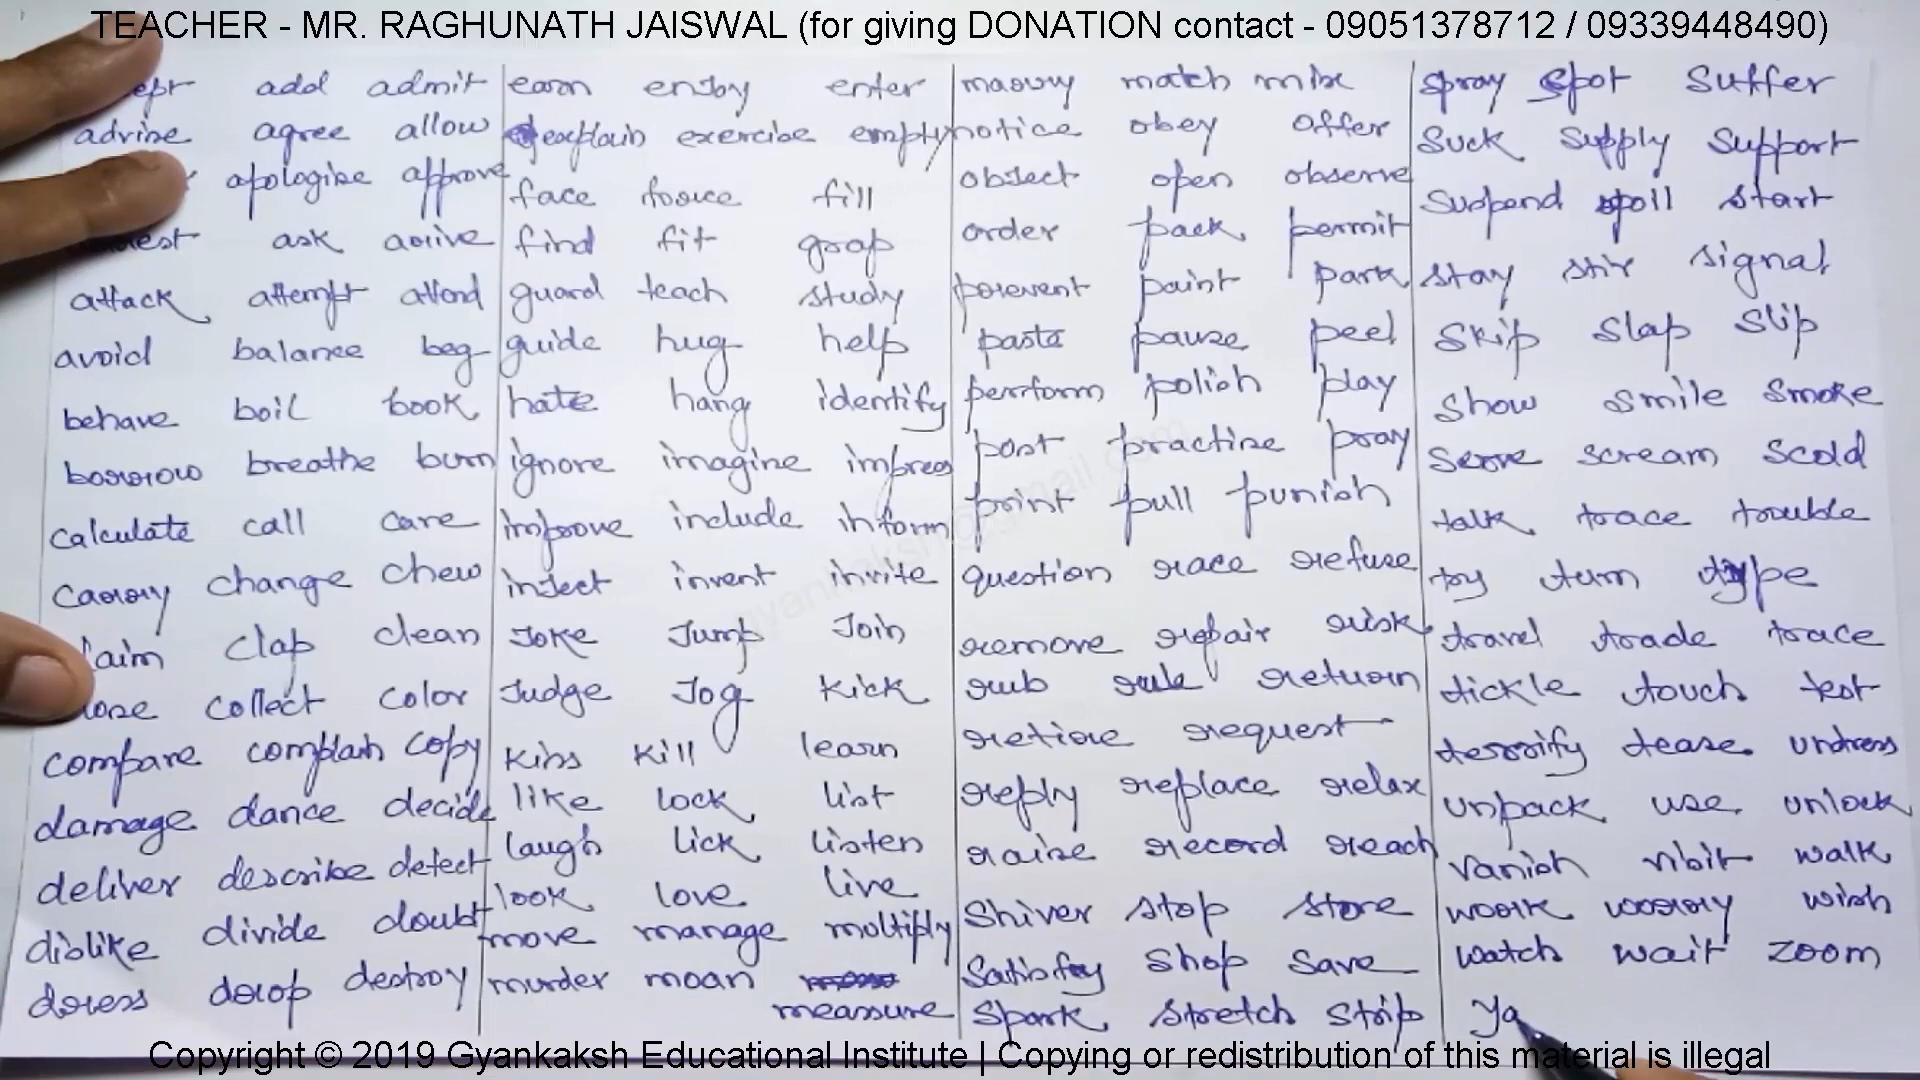 TEACHER - MR. RAGHUNATH JAISWAL (for giving DONATION contact - 09051378712 / 09339448490)
add admit
advise agree allow
apologise approve
ask arrive
attack attempt attend
avoid balance beg
behave boil book
borrow breathe burn
calculate call care
carry change chew
claim clap clean
collect color
compare complain copy
damage dance decide
deliver describe detect
dislike divide doubt
dress drop destroy
earn enjoy enter
explain exercise empty
face force fill
find fit grap
guard teach study
guide hug help
hate hang identify
ignore imagine impress
improve include inform
inject invent invite
Joke Jump Join
Judge Jog kick
kiss kill learn
like lock list
laugh lick listen
look love live
move manage multiply
murder moan
measure
marry match mix
notice obey offer
object open observe
order pack permit
prevent paint park
paste pause peel
perform polish play
post practise pray
print pull punish
question race refuse
remove repair risk
rub rule return
retire request
reply replace relax
raise record reach
Shiver stop store
Satisfy Shop Save
Spark stretch strip
spray spot suffer
Suck supply support
Suspend spoll start
stay stir signal
Skip slap slip
Show smile smoke
Serve scream scold
talk trace trouble
try turn type
travel trade trace
tickle touch test
terrify tease undress
unpack use unlock
vanish visit walk
work worry wish
watch wait zoom
Ya
Copyright © 2019 Gyankaksh Educational Institute | Copying or redistribution of this material is illegal